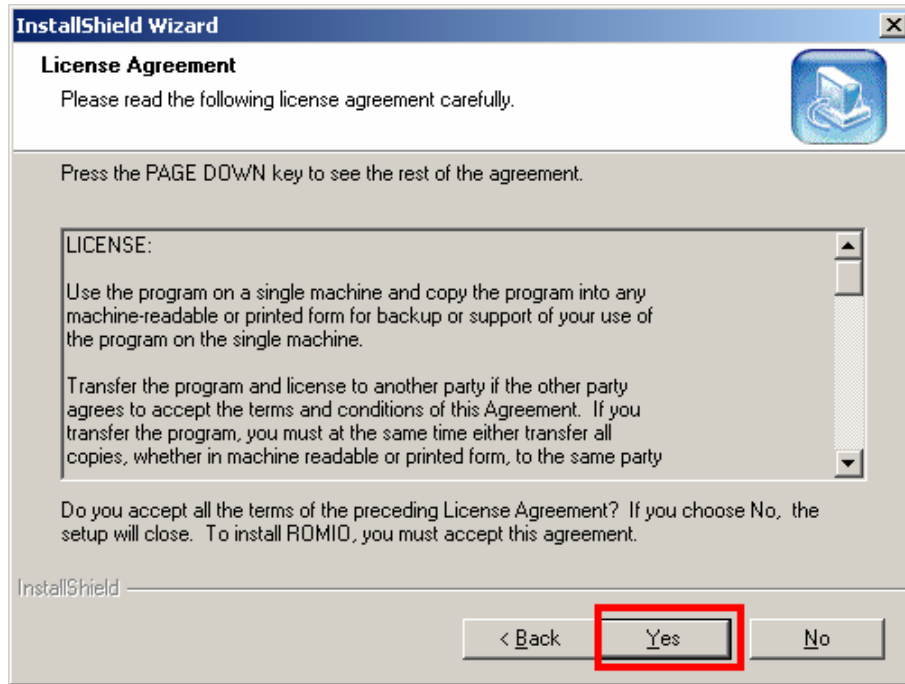 InstallShield Wizard
License Agreement
Please read the following license agreement carefully.
Press the PAGE DOWN key to see the rest of the agreement.
LICENSE:
Use the program on a single machine and copy the program into any
machine-readable or printed form for backup or support of your use of
the program on the single machine.
Transfer the program and license to another party if the other party
agrees to accept the terms and conditions of this Agreement.  If you
transfer the program, you must at the same time either transfer all
copies, whether in machine readable or printed form, to the same party
Do you accept all the terms of the preceding License Agreement?  If you choose No,  the
setup will close.  To install ROMIO, you must accept this agreement.
InstallShield
< Back Yes No